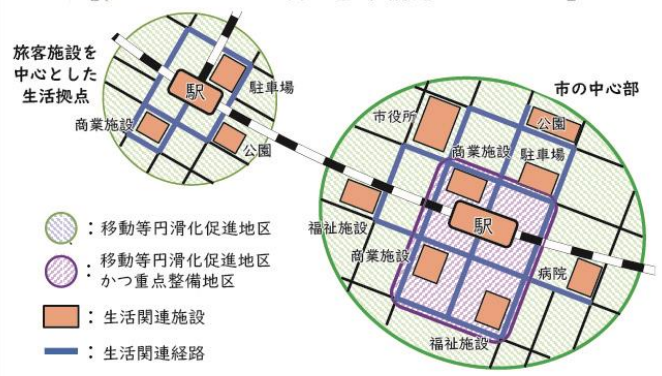 旅客施設を
中心とした
生活拠点
駅
駐車場
商業施設
公園
市の中心部
市役所
公園
商業施設
駐車場
駅
福祉施設
商業施設
病院
福祉施設
：移動等円滑化促進地区
：移動等円滑化促進地区
かつ重点整備地区
：生活関連施設
：生活関連経路